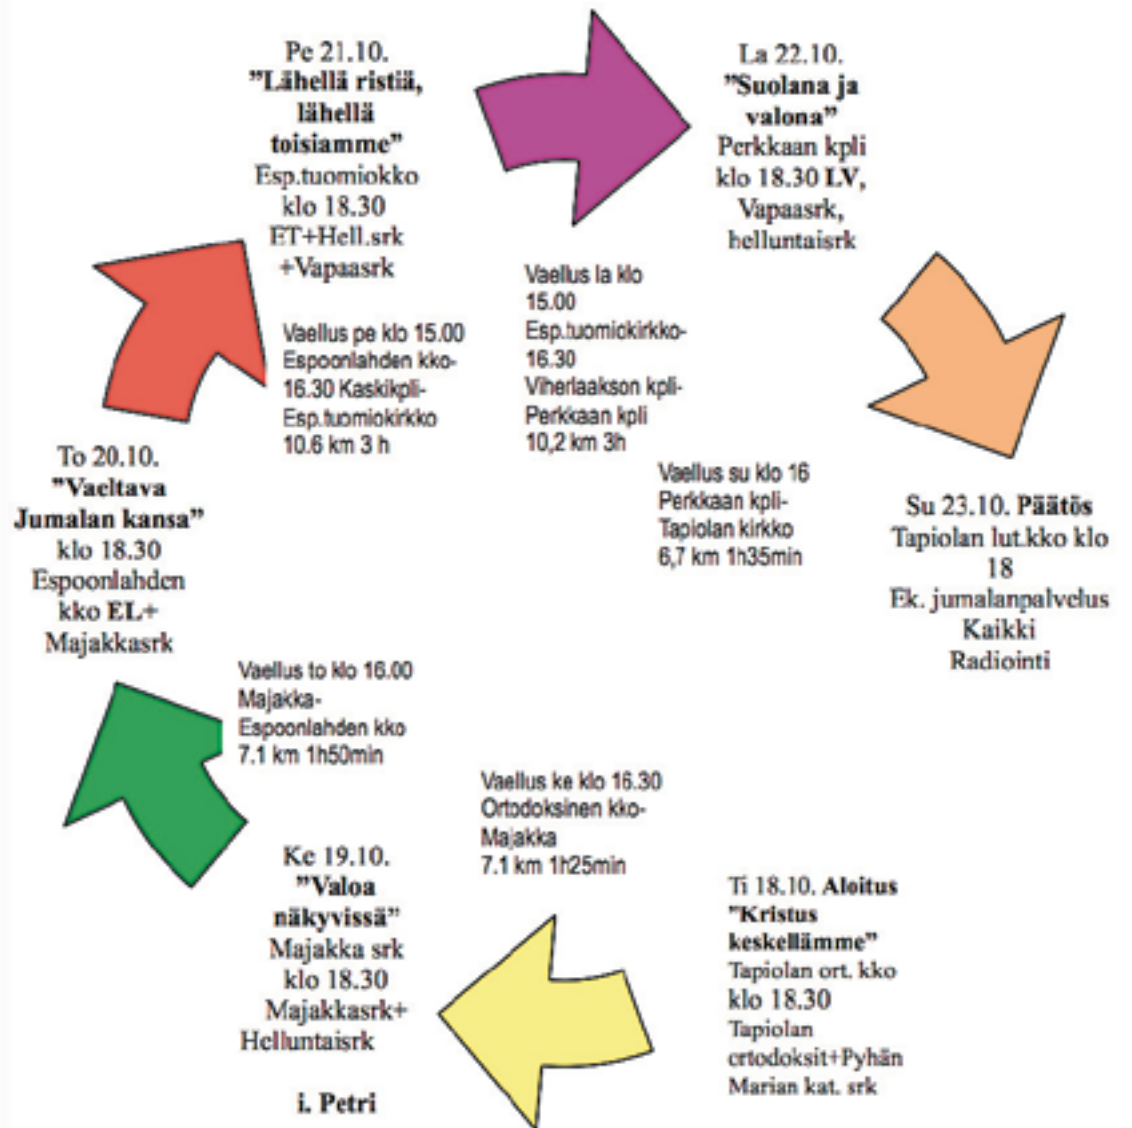 Pe 21.10.
”Lähellä ristiä,
lähellä
toisiamme”
Esp.tuomiokko
klo 18.30
ET+Hell.srk
+Vapaasrk
La 22.10.
”Suolana ja
valona”
Perkkaan kpli
klo 18.30 LV,
Vapaasrk,
helluntaisrk
Vaellus pe klo 15.00
Espoonlahden kko-
16.30 Kaskikpli-
Esp.tuomiokirkko
10.6 km 3 h
Vaellus la klo
15.00
Esp.tuomiokirkko-
16.30
Viherlaakson kpli-
Perkkaan kpli
10,2 km 3h
To 20.10.
”Vaeltava
Jumalan kansa”
klo 18.30
Espoonlahden
kko EL+
Majakkasrk
Vaellus su klo 16
Perkkaan kpli-
Tapiolan kirkko
6,7 km 1h35min
Su 23.10. Päätös
Tapiolan lut.kko klo
18
Ek. jumalanpalvelus
Kaikki
Radiointi
Vaellus to klo 16.00
Majakka-
Espoonlahden kko
7.1 km 1h50min
Vaellus ke klo 16.30
Ortodoksinen kko-
Majakka
7.1 km 1h25min
Ke 19.10.
”Valoa
näkyvissä”
Majakka srk
klo 18.30
Majakkasrk+
Helluntaisrk
i. Petri
Ti 18.10. Aloitus
”Kristus
keskellämme”
Tapiolan ort. kko
klo 18.30
Tapiolan
ortodoksit+Pyhän
Marian kat. srk